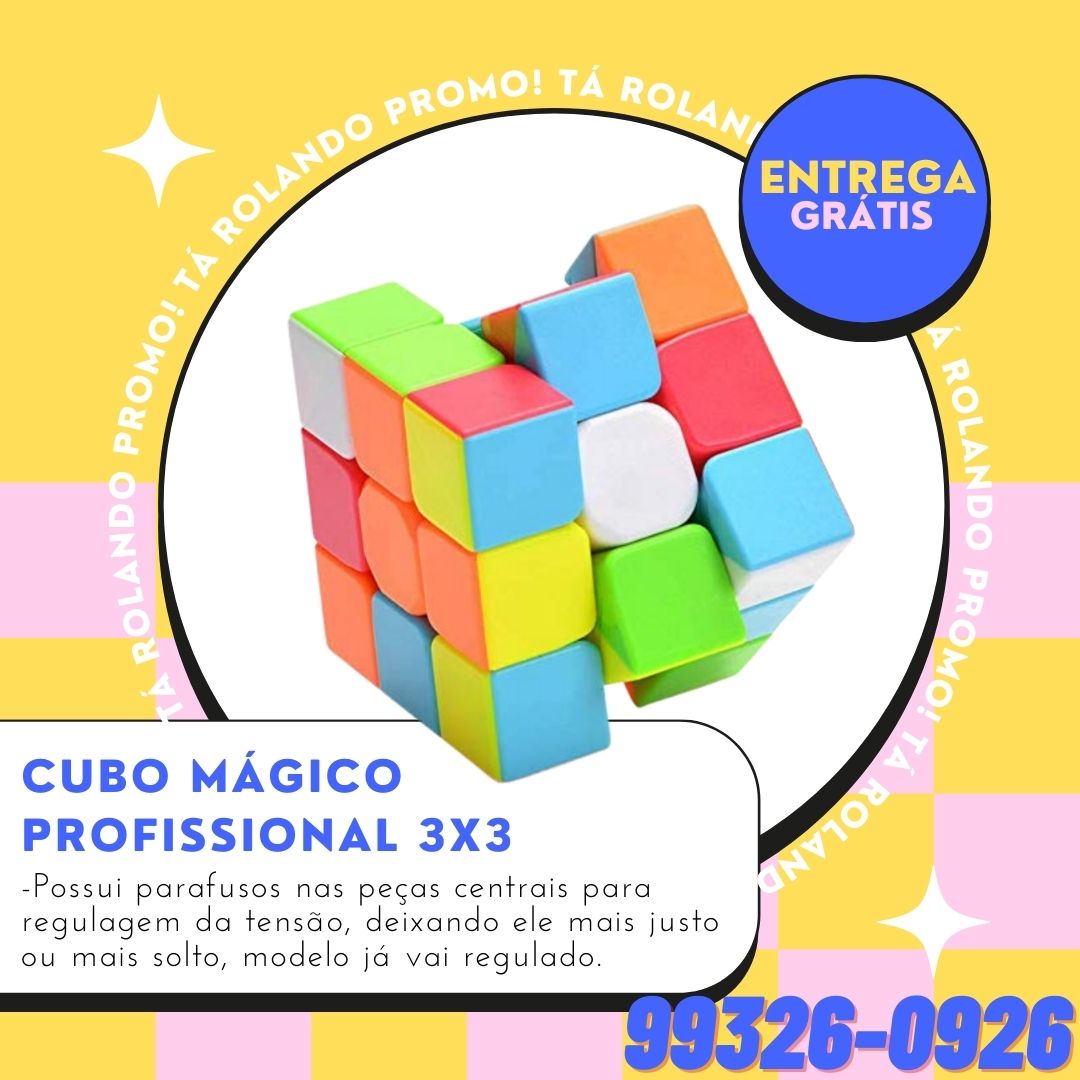 TÁ ROLANDO PROMO! TÁ ROLANDO PROMO! TÁ ROLAND
Á ROLANDO PROMO! TÁ ROLAND
ENTREGA
GRÁTIS
CUBO MÁGICO
PROFISSIONAL 3X3
-Possui parafusos nas peças centrais para
regulagem da tensão, deixando ele mais justo
ou mais solto, modelo já vai regulado.
99326-0926